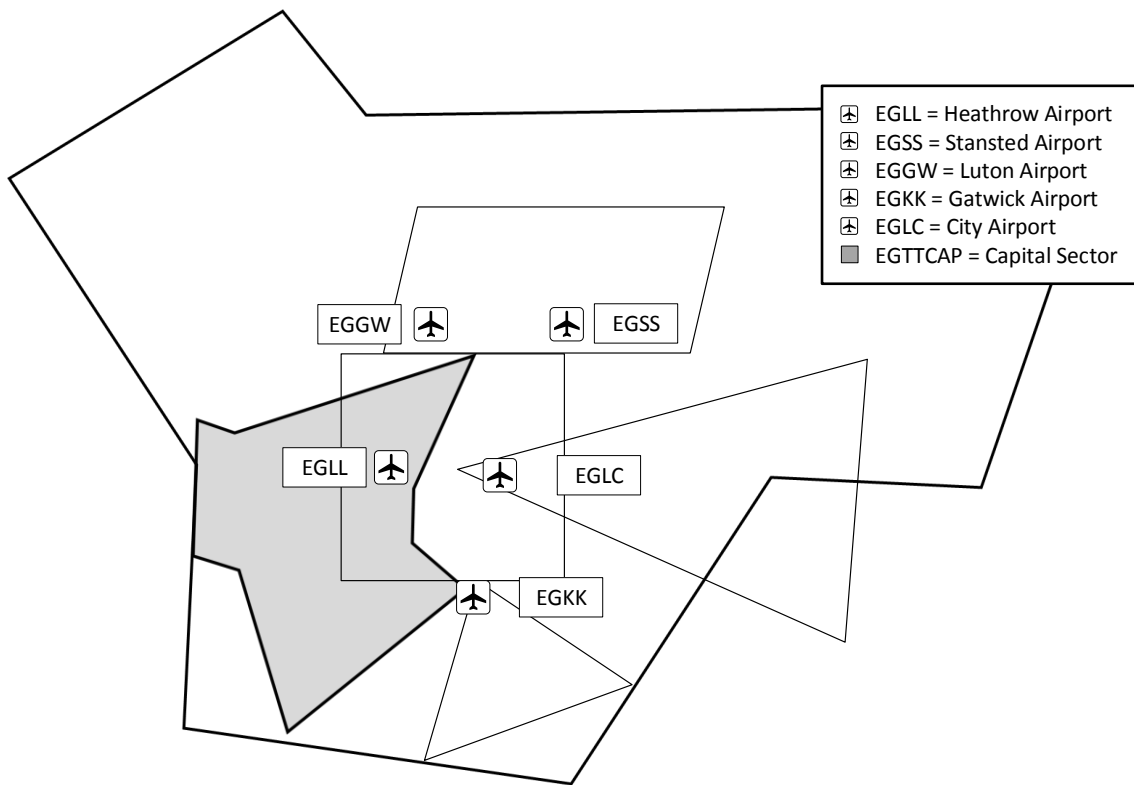 EGLL = Heathrow Airport
EGSS = Stansted Airport
EGGW = Luton Airport
EGKK = Gatwick Airport
EGLC = City Airport
EGTTCAP = Capital Sector
EGGW
EGSS
EGLL
EGLC
EGKK